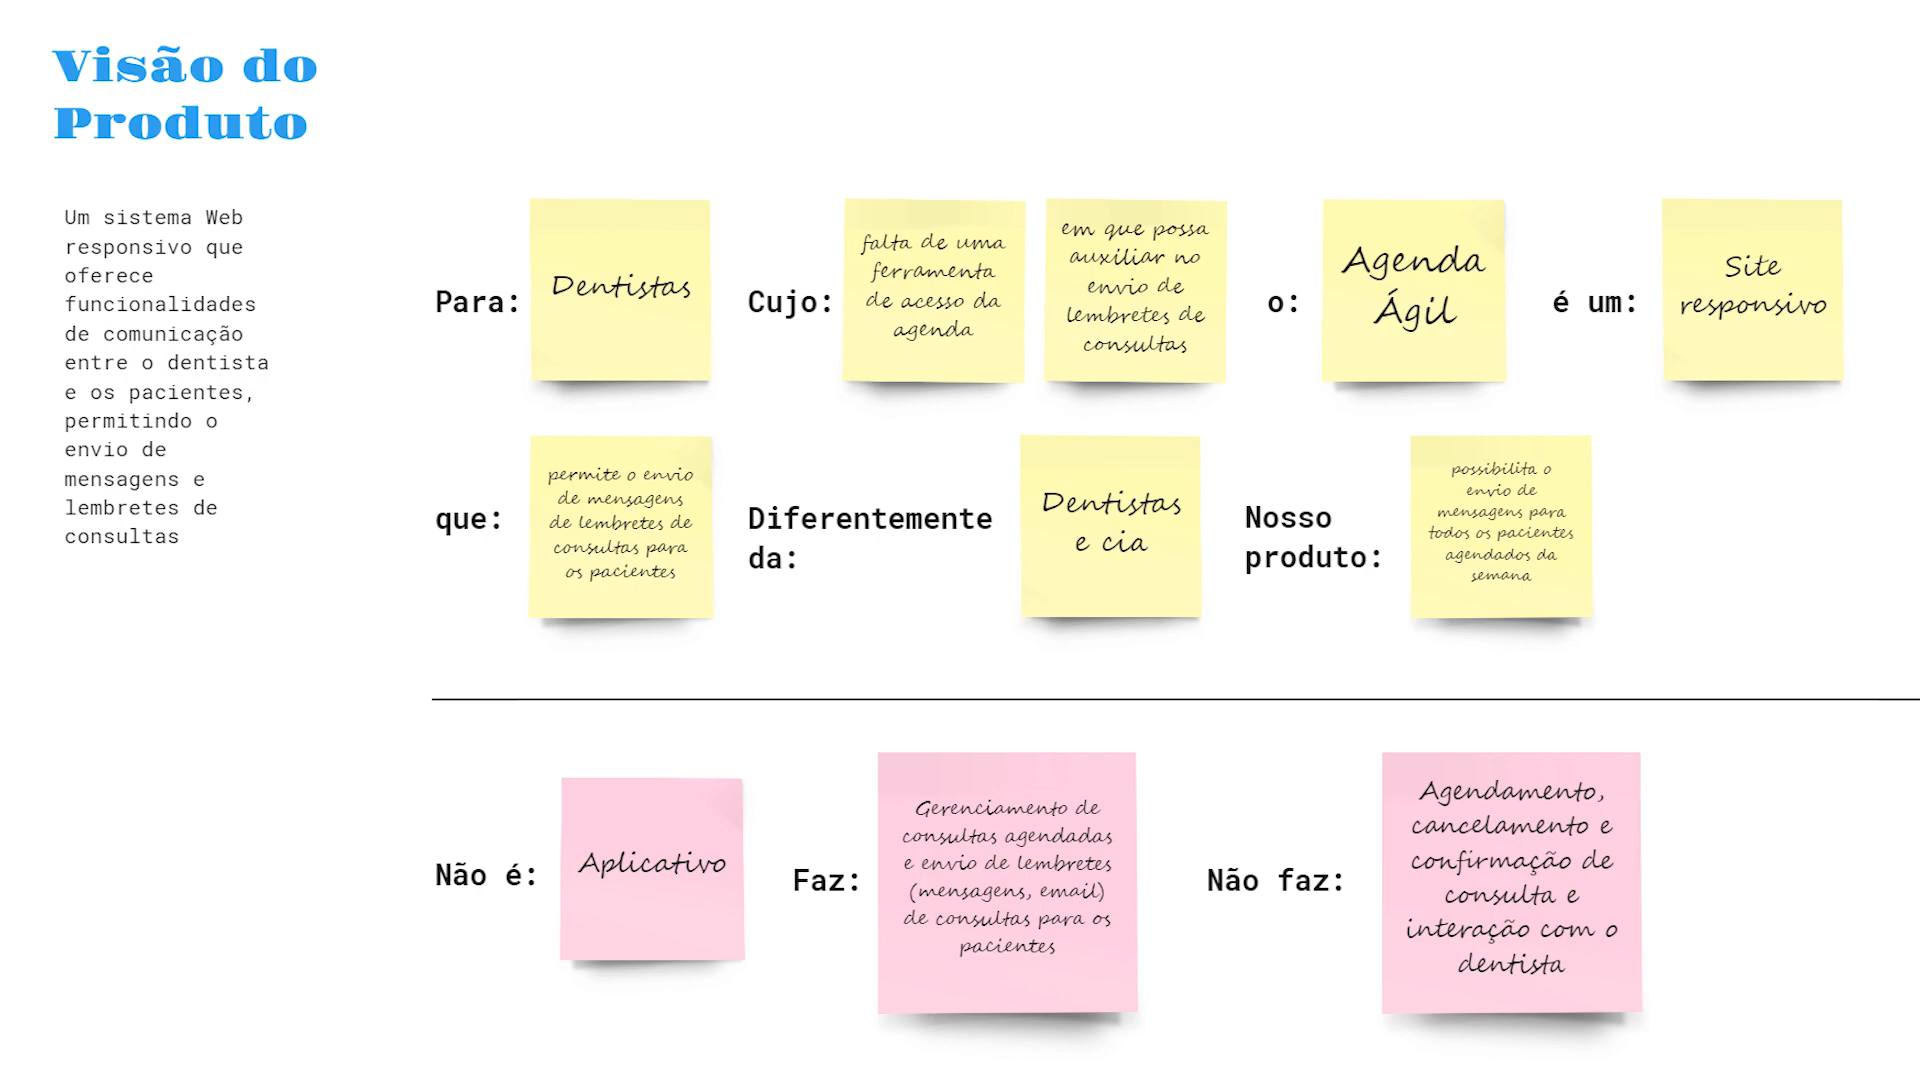 Visão do
Produto
Um sistema Web
responsivo que
oferece
funcionalidades
de comunicação
entre o dentista
e os pacientes,
permitindo o
envio de
mensagens e
lembretes de
consultas
Para:
Dentistas
Cujo:
falta de uma
ferramenta
de acesso da
agenda
em que possa
auxiliar no
envio de
lembretes de
consultas
o:
Agenda
Ágil
é um:
Site
responsivo
que:
permite o envio
de mensagens
de lembretes de
consultas para
os pacientes
Diferentemente
da:
Dentistas
e cia
Nosso
produto:
possibilita o
envio de
mensagens para
todos os pacientes
agendados da
semana
Não é:
Aplicativo
Faz:
Gerenciamento de
consultas agendadas
e envio de lembretes
(mensagens, email)
de consultas para os
pacientes
Não faz:
Agendamento,
cancelamento e
confirmação de
consulta e
interação com o
dentista